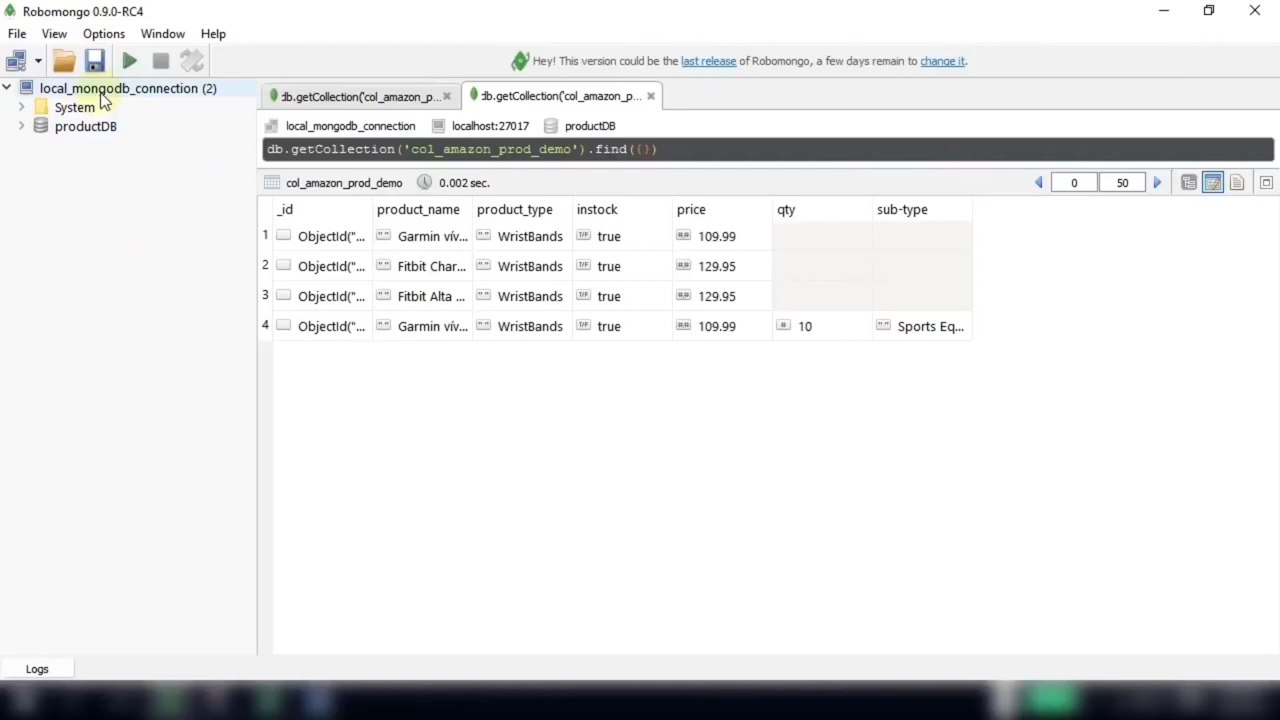 Robomongo 0.9.0-RC4
File View Options Window Help
Hey! This version could be the last release of Robomongo, a few days remain to change it.
local_mongodb_connection (2)
System
productDB
db.getCollection('col_amazon_p... db.getCollection('col_amazon_p...
local_mongodb_connection localhost:27017 productDB
db.getCollection('col_amazon_prod_demo').find({})
col_amazon_prod_demo 0.002 sec. 0 50
_id product_name product_type instock price qty sub-type
1 ObjectId("... "" Garmin vív... "" WristBands T/F true #.# 109.99
2 ObjectId("... "" Fitbit Char... "" WristBands T/F true #.# 129.95
3 ObjectId("... "" Fitbit Alta ... "" WristBands T/F true #.# 129.95
4 ObjectId("... "" Garmin vív... "" WristBands T/F true #.# 109.99 # 10 "" Sports Eq...
Logs